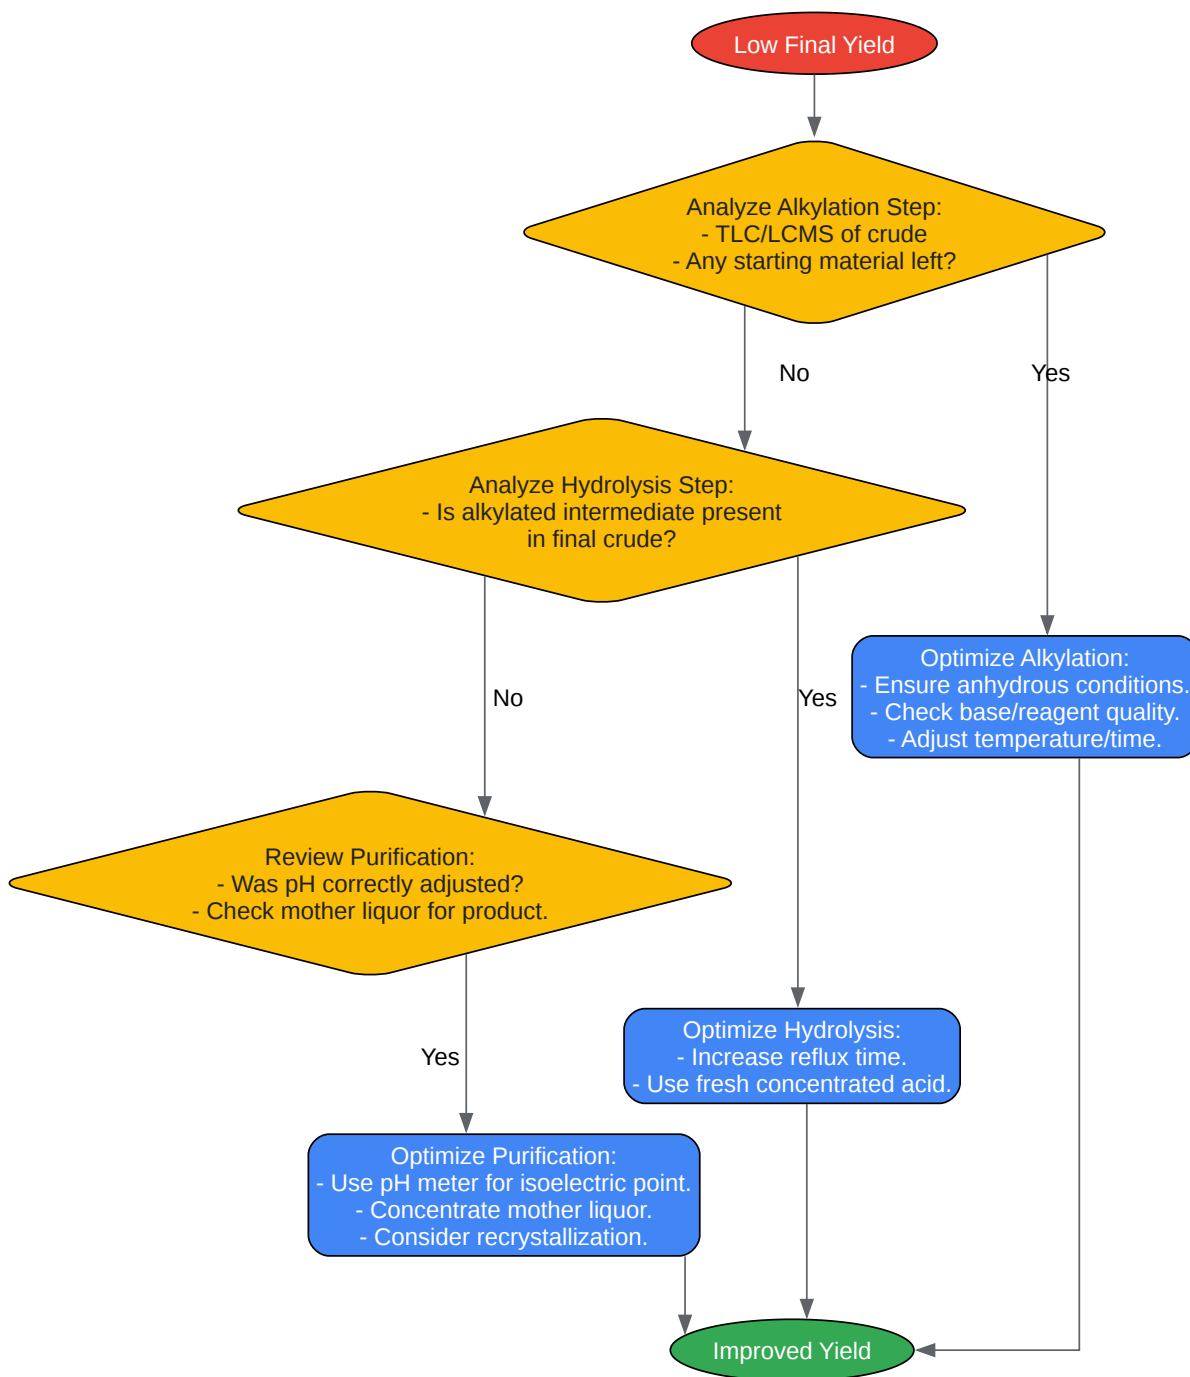 Low Final Yield
Analyze Alkylation Step:
- TLC/LCMS of crude
- Any starting material left?
No
Yes
Analyze Hydrolysis Step:
- Is alkylated intermediate present
in final crude?
Optimize Alkylation:
- Ensure anhydrous conditions.
- Check base/reagent quality.
- Adjust temperature/time.
No
Yes
Review Purification:
- Was pH correctly adjusted?
- Check mother liquor for product.
Optimize Hydrolysis:
- Increase reflux time.
- Use fresh concentrated acid.
Yes
Optimize Purification:
- Use pH meter for isoelectric point.
- Concentrate mother liquor.
- Consider recrystallization.
Improved Yield